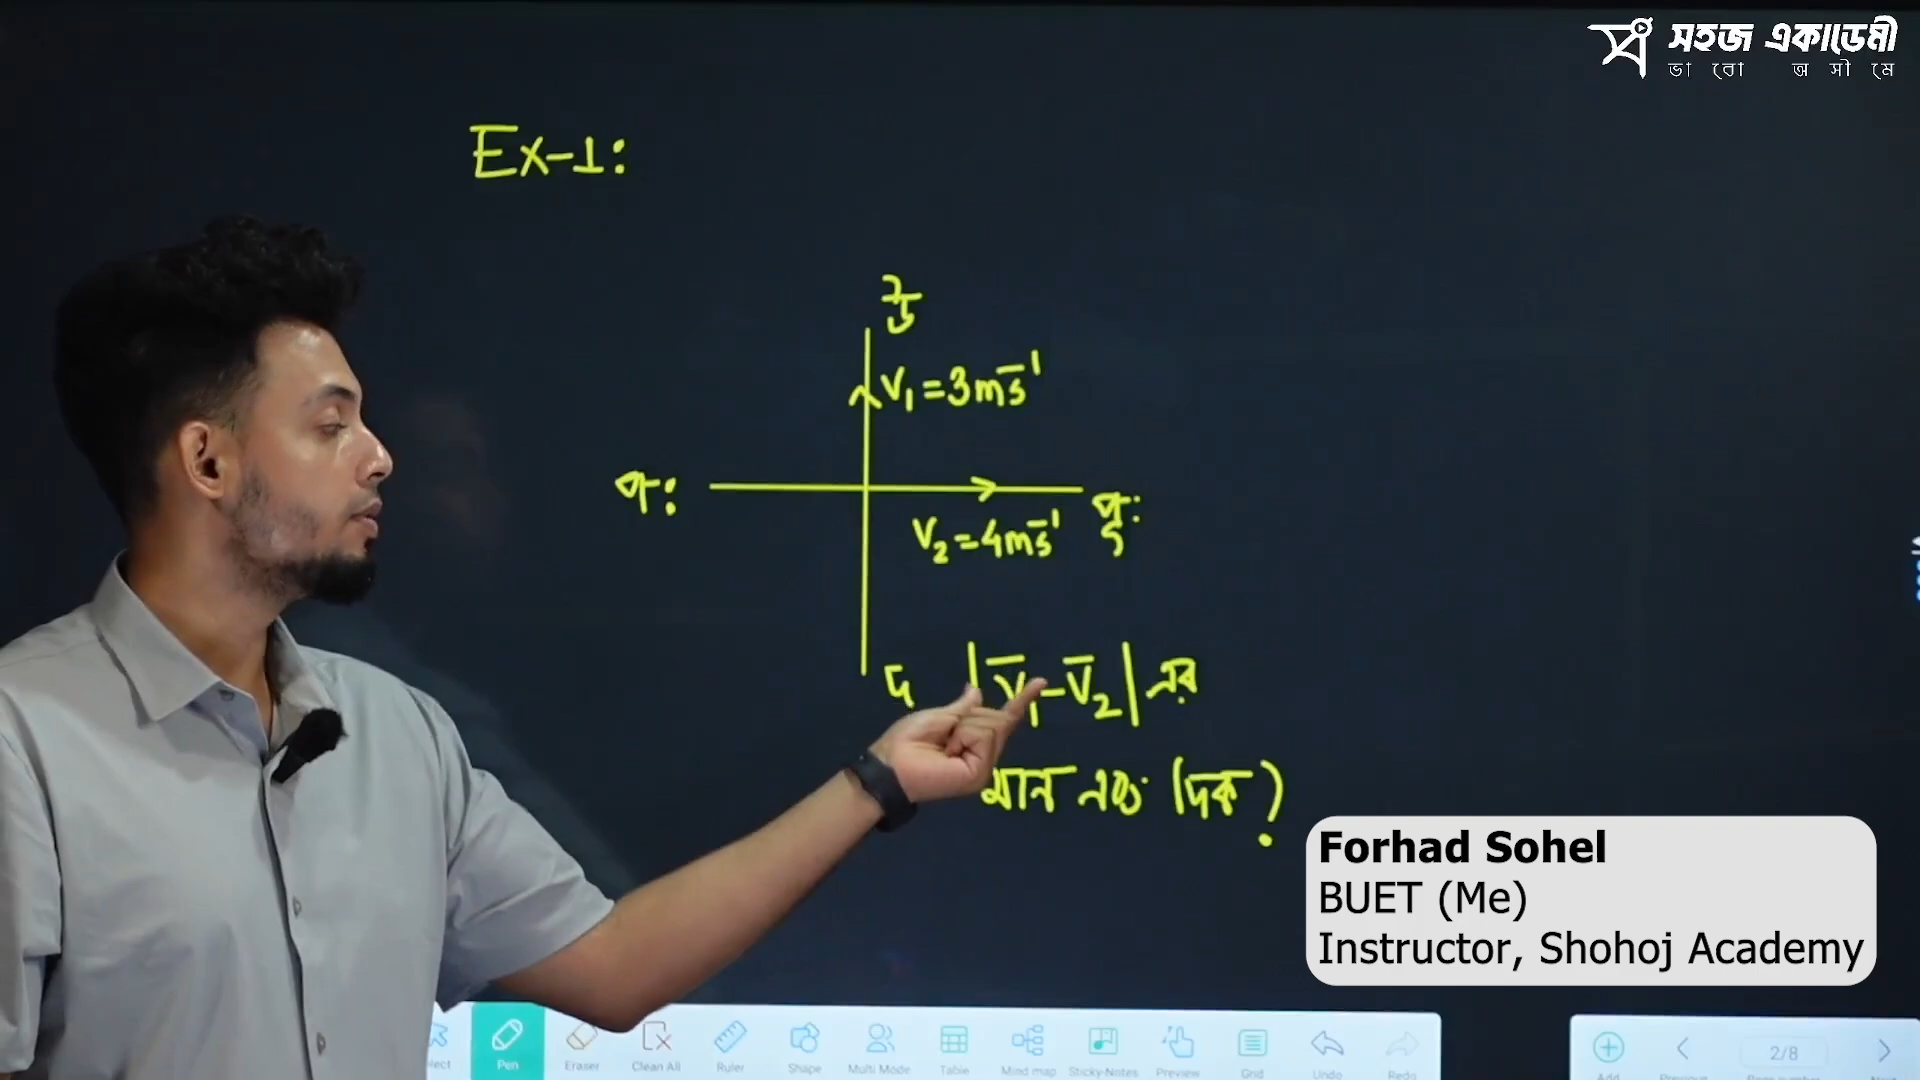 সহজ একাডেমী
ভাবো অসীমে
Ex-1:
উ
V₁ = 3ms⁻¹
প:
পূ:
V₂ = 4ms⁻¹
দ
|V̅₁ - V̅₂| এর
মান এবং দিক ?
Forhad Sohel
BUET (Me)
Instructor, Shohoj Academy
Pen
Eraser
Clean All
Ruler
Shape
Multi Mode
Table
Mind map
Sticky-Notes
Preview
Grid
Undo
Redo
2/8